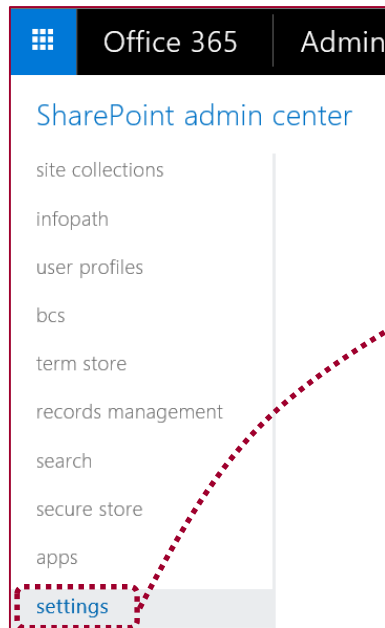 Office 365 Admin
SharePoint admin center
site collections
infopath
user profiles
bcs
term store
records management
search
secure store
apps
settings